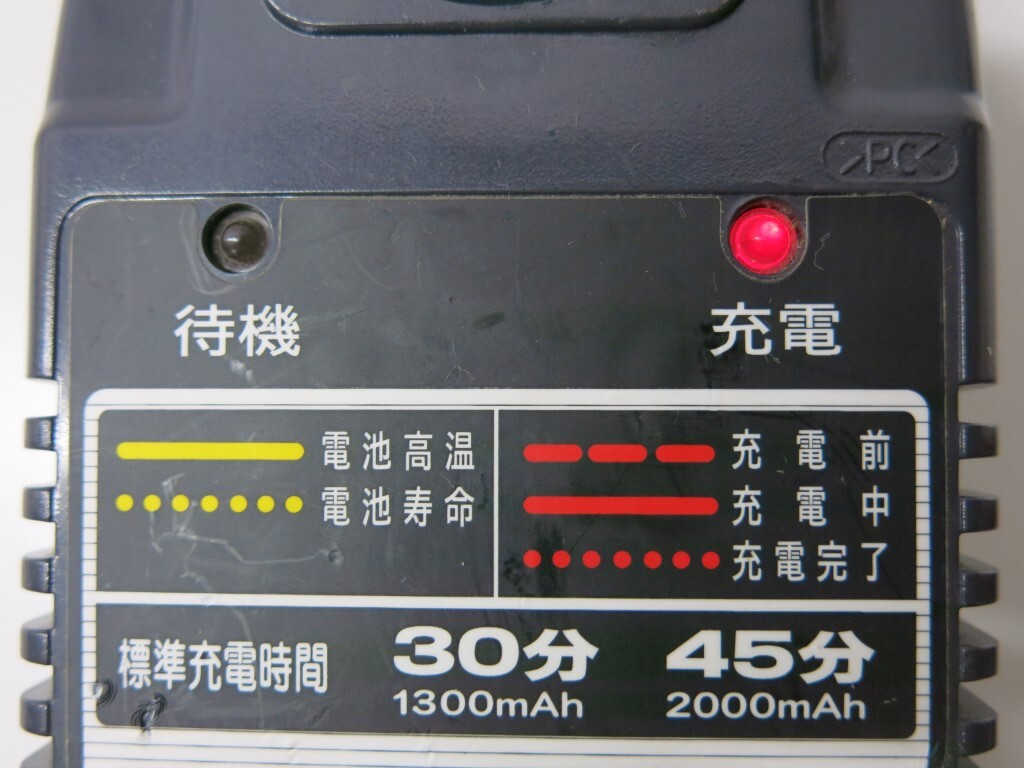 >PC<
待機
充電
電池高温
電池寿命
充電前
充電中
充電完了
標準充電時間
30分
1300mAh
45分
2000mAh